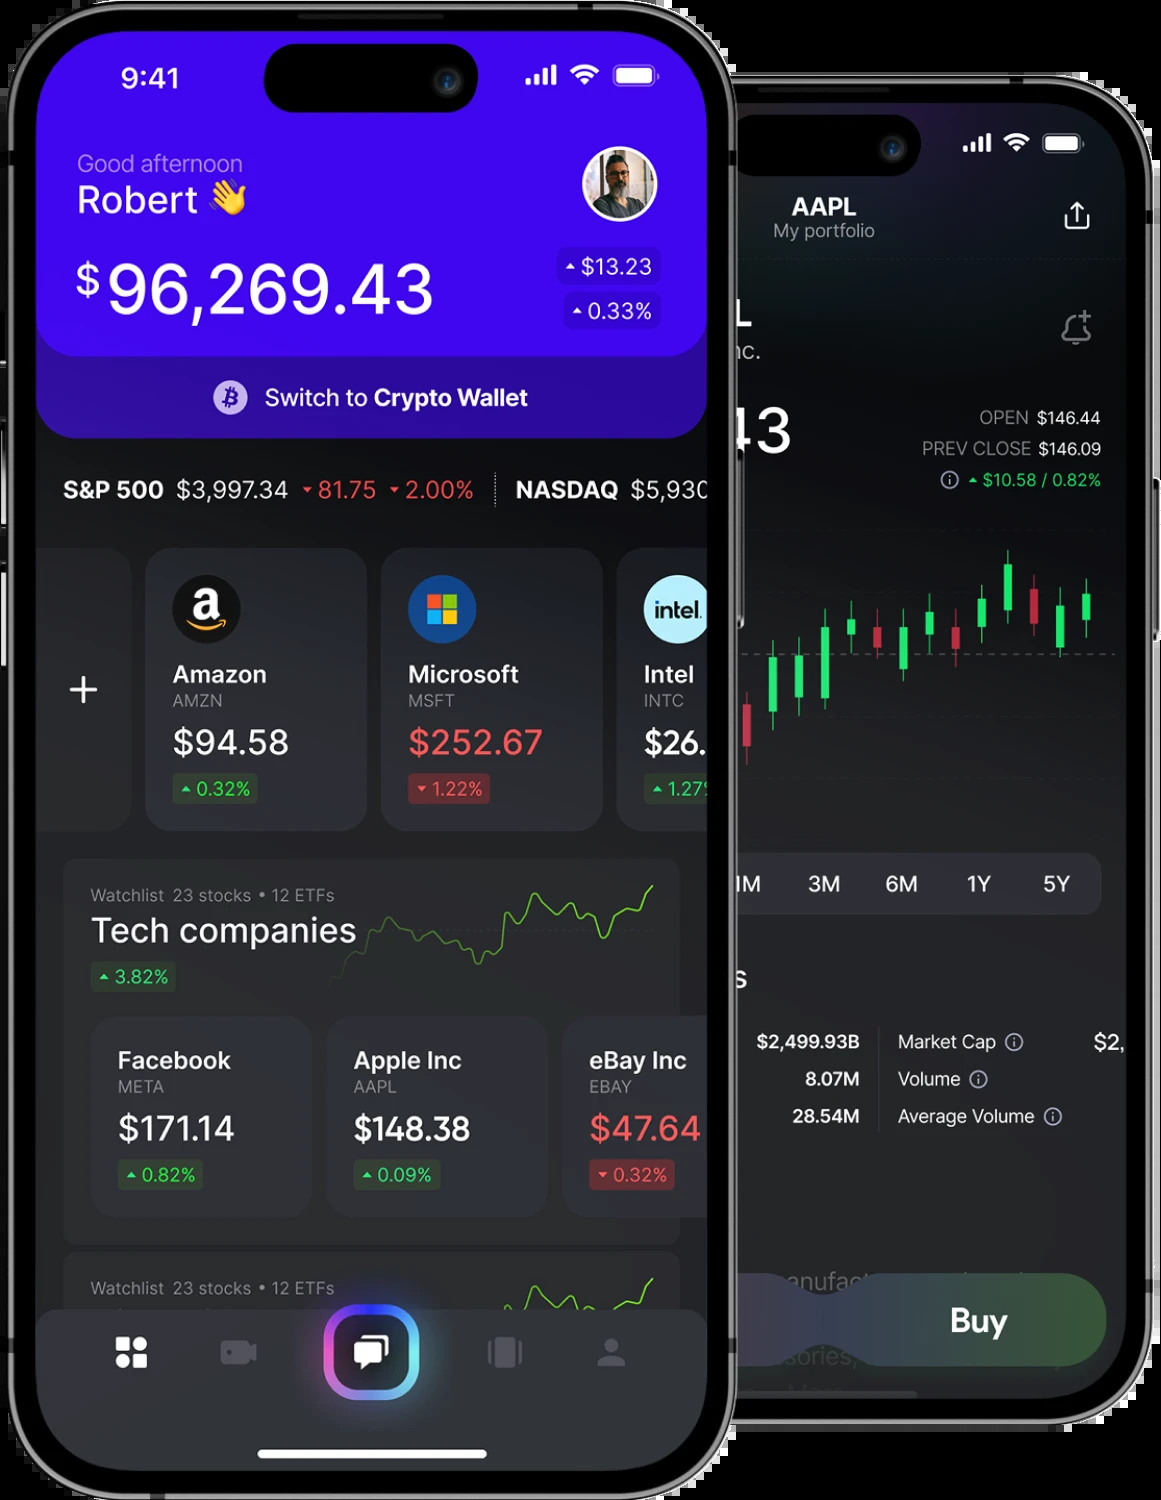 9:41
Good afternoon
Robert 👋
$96,269.43
$13.23
0.33%
Switch to Crypto Wallet
S&P 500 $3,997.34 81.75 2.00% NASDAQ $5,930
Amazon
AMZN
$94.58
0.32%
Microsoft
MSFT
$252.67
1.22%
intel.
Intel
INTC
$26.
1.27%
Watchlist 23 stocks • 12 ETFs
Tech companies
3.82%
Facebook
META
$171.14
0.82%
Apple Inc
AAPL
$148.38
0.09%
eBay Inc
EBAY
$47.64
0.32%
Watchlist 23 stocks • 12 ETFs
AAPL
My portfolio
L
nc.
43
OPEN $146.44
PREV CLOSE $146.09
$10.58 / 0.82%
1M 3M 6M 1Y 5Y
s
$2,499.93B Market Cap $2,
8.07M Volume
28.54M Average Volume
anufac
Buy
sories,